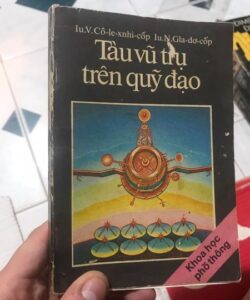 Iu.V.Cô-le-xnhi-cốp Iu.N.Gla-dơ-cốp
Tàu vũ trụ
trên quỹ đạo
Khoa học
phổ thông